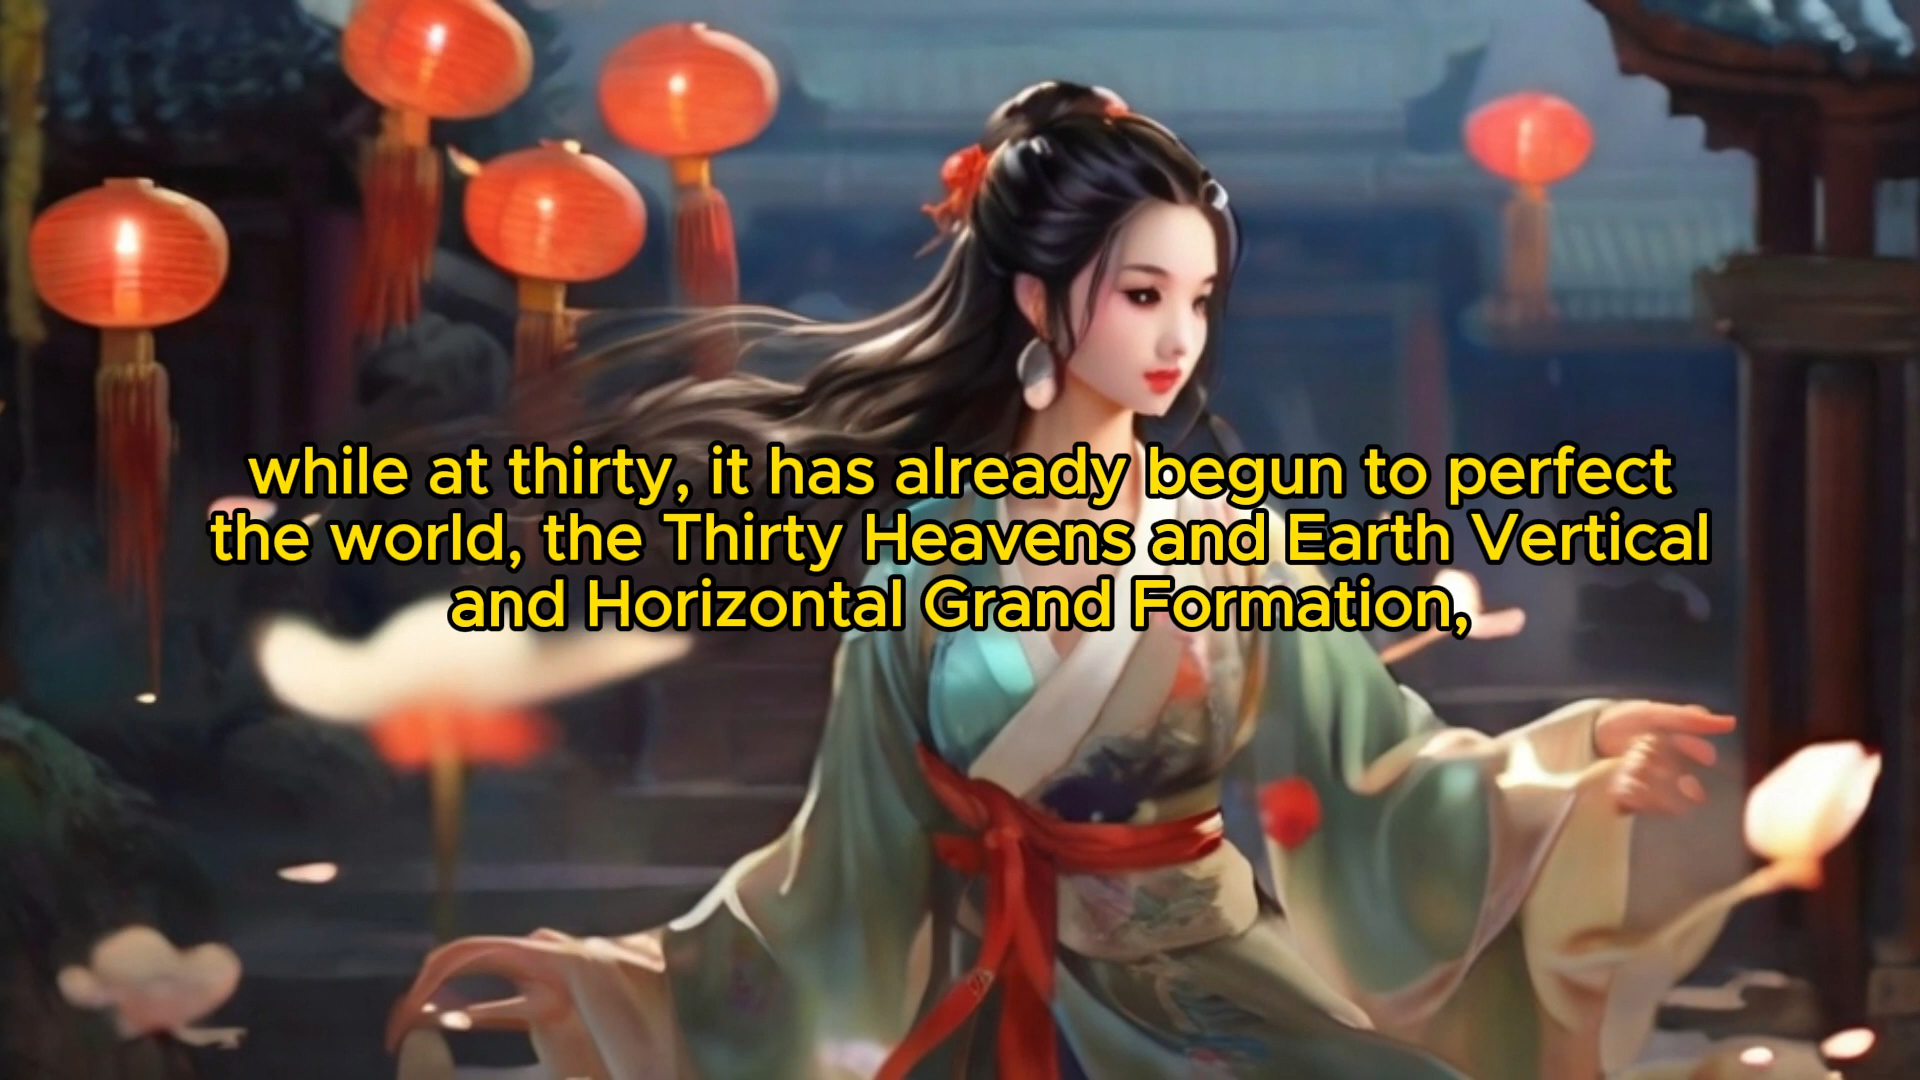 while at thirty, it has already begun to perfect
the world, the Thirty Heavens and Earth Vertical
and Horizontal Grand Formation,